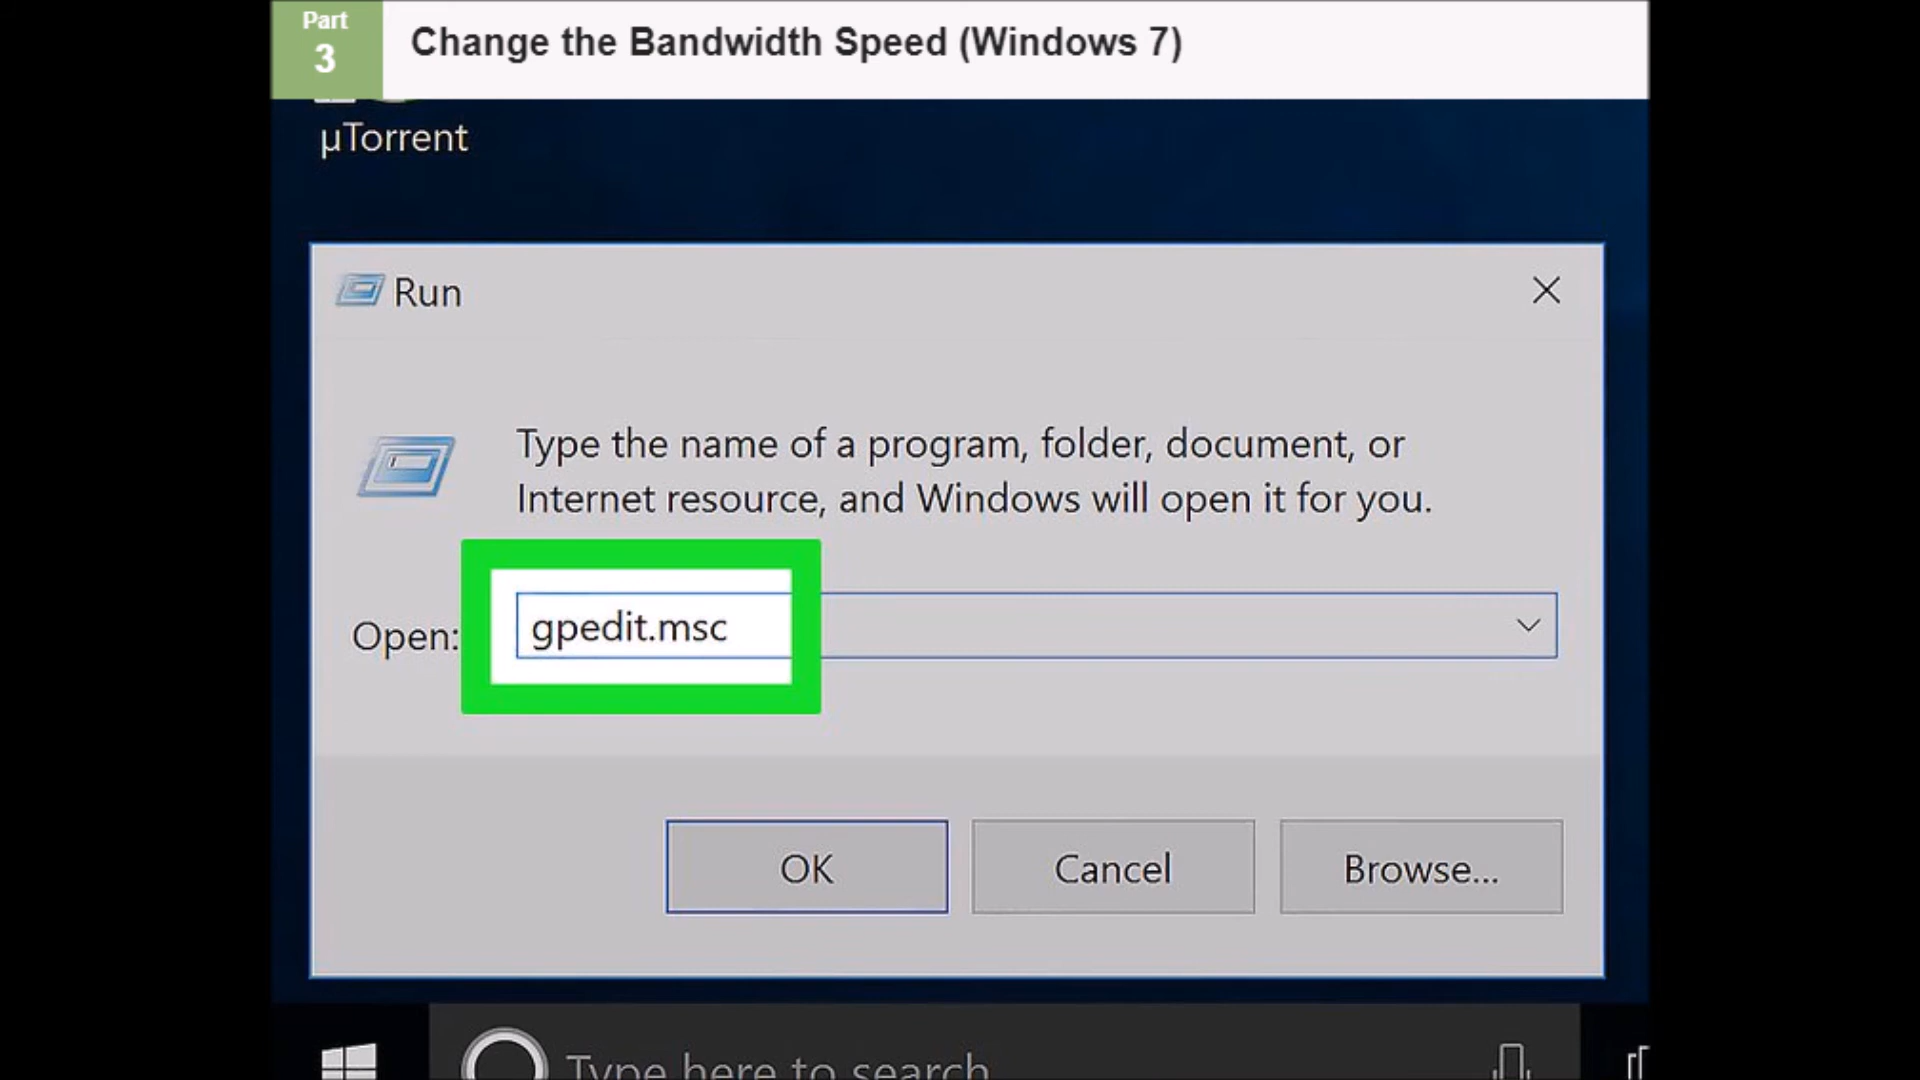 Part
3
Change the Bandwidth Speed (Windows 7)
µTorrent
Run
Type the name of a program, folder, document, or
Internet resource, and Windows will open it for you.
Open:
gpedit.msc
OK
Cancel
Browse...
Type here to search